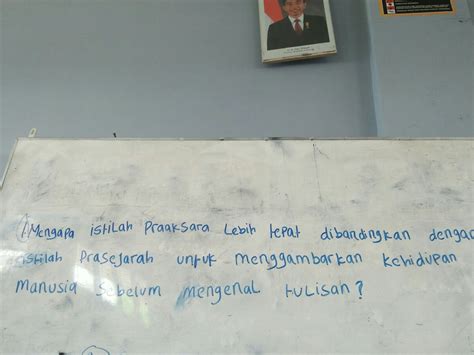 1. Mengapa istilah Praaksara Lebih tepat dibandingkan dengan
istilah Prasejarah untuk menggambarkan kehidupan
Manusia Sebelum mengenal tulisan?